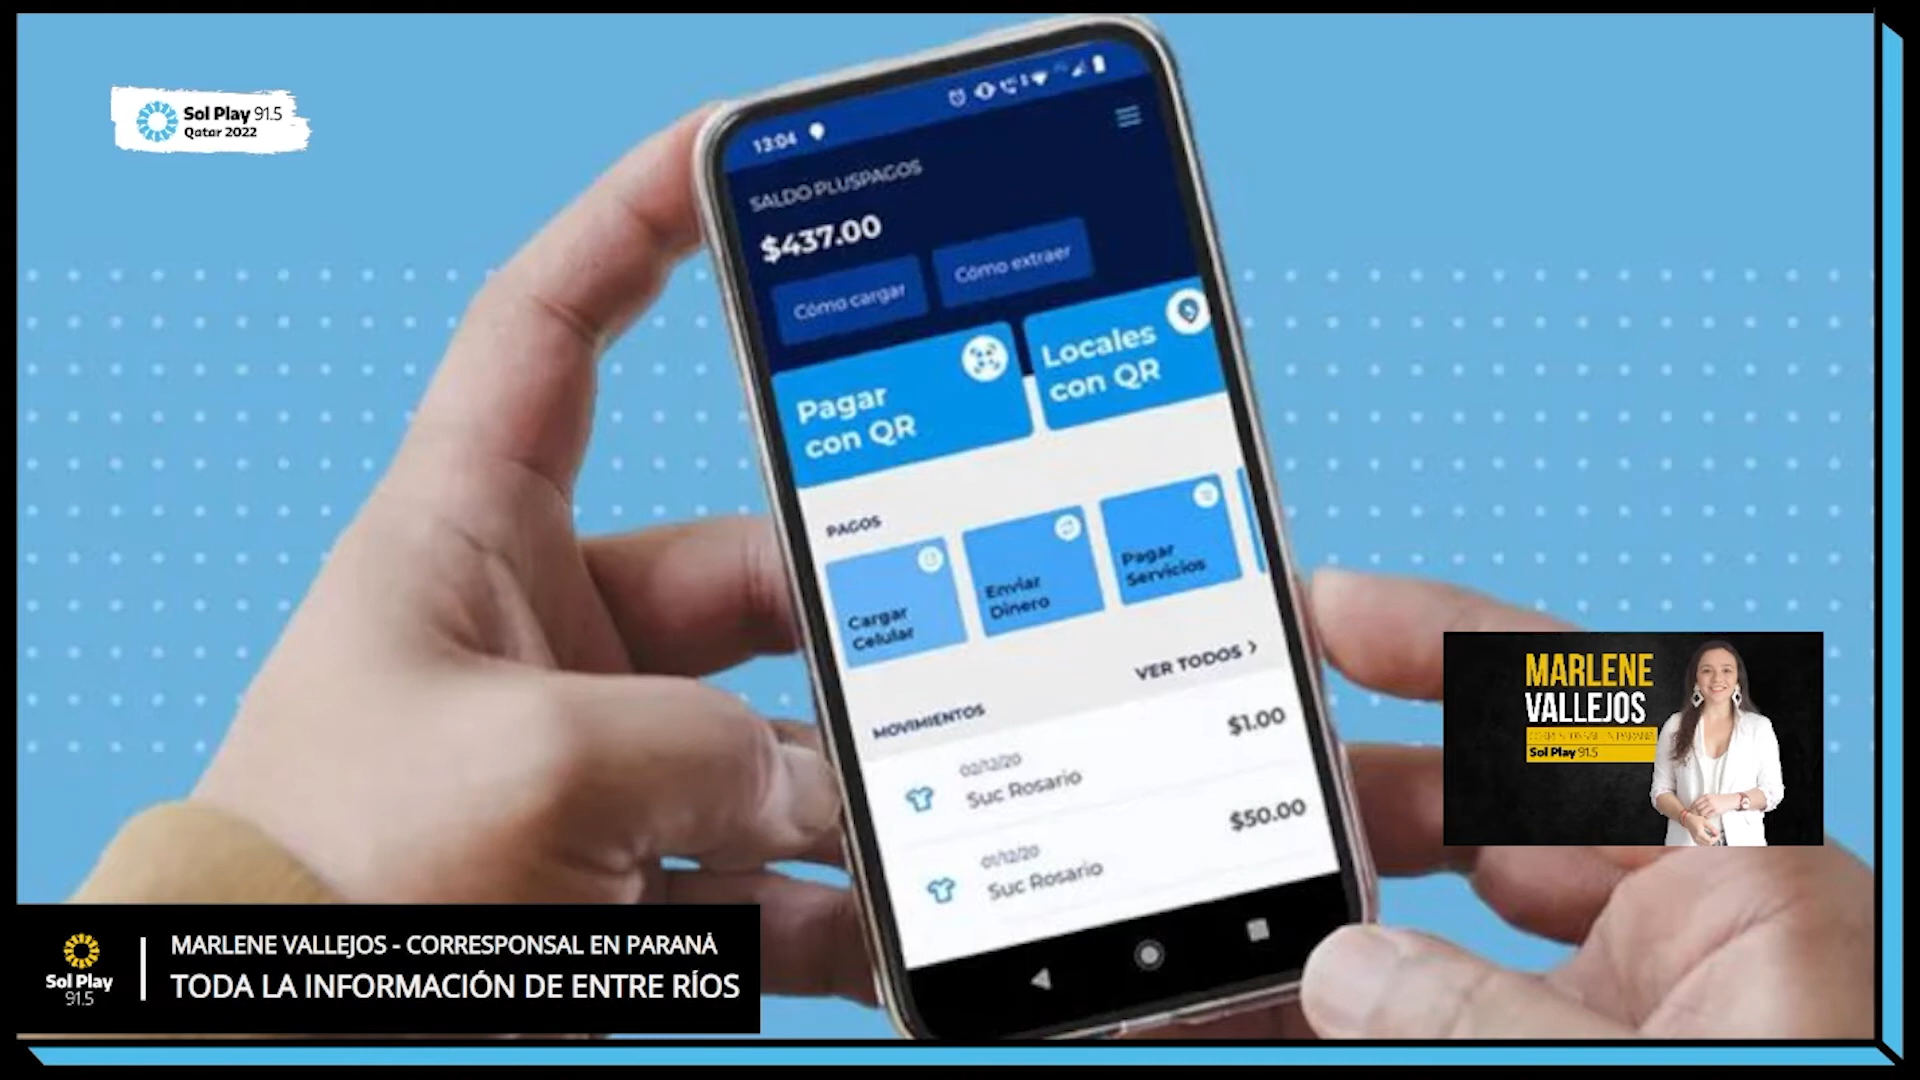 Sol Play 91.5
Qatar 2022
13:04
SALDO PLUSPAGOS
$437.00
Cómo cargar
Cómo extraer
Pagar
con QR
Locales
con QR
PAGOS
Cargar
Celular
Enviar
Dinero
Pagar
Servicios
VER TODOS >
MOVIMIENTOS
02/12/20
Suc Rosario
$1.00
01/12/20
Suc Rosario
$50.00
MARLENE
VALLEJOS
CORRESPONSAL EN PARANÁ
Sol Play 91.5
Sol Play
91.5
MARLENE VALLEJOS - CORRESPONSAL EN PARANÁ
TODA LA INFORMACIÓN DE ENTRE RÍOS